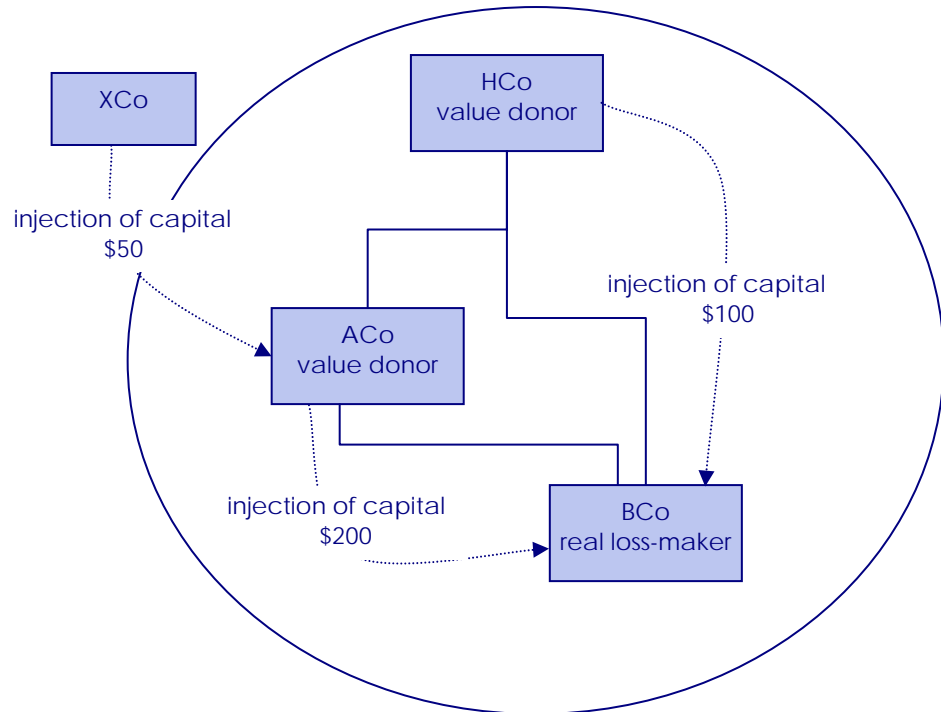 XCo
HCo
value donor
injection of capital
$50
injection of capital
$100
ACo
value donor
injection of capital
$200
BCo
real loss-maker